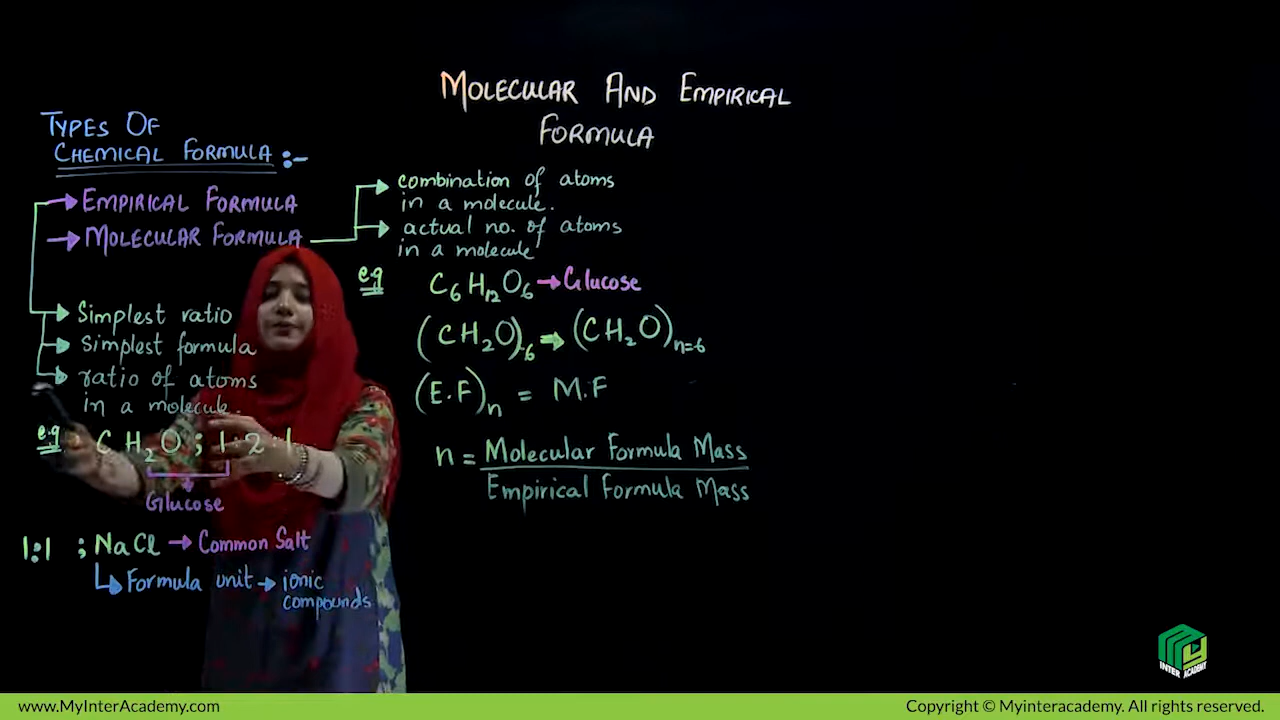 MOLECULAR AND EMPIRICAL
FORMULA
TYPES OF
CHEMICAL FORMULA :-
→ EMPIRICAL FORMULA
→ MOLECULAR FORMULA
→ Simplest ratio
→ Simplest formula
→ ratio of atoms
in a molecule.
e.g C H₂ O ; 1:2:1
Glucose
1:1 ; NaCl → Common Salt
↳ Formula unit → ionic
compounds
→ combination of atoms
in a molecule.
→ actual no. of atoms
in a molecule
e.g C₆H₁₂O₆ → Glucose
(CH₂O)₆ ⇒ (CH₂O)ₙ₌₆
(E.F)ₙ = M.F
n = Molecular Formula Mass
Empirical Formula Mass
INTER ACADEMY
www.MyInterAcademy.com
Copyright © Myinteracademy. All rights reserved.